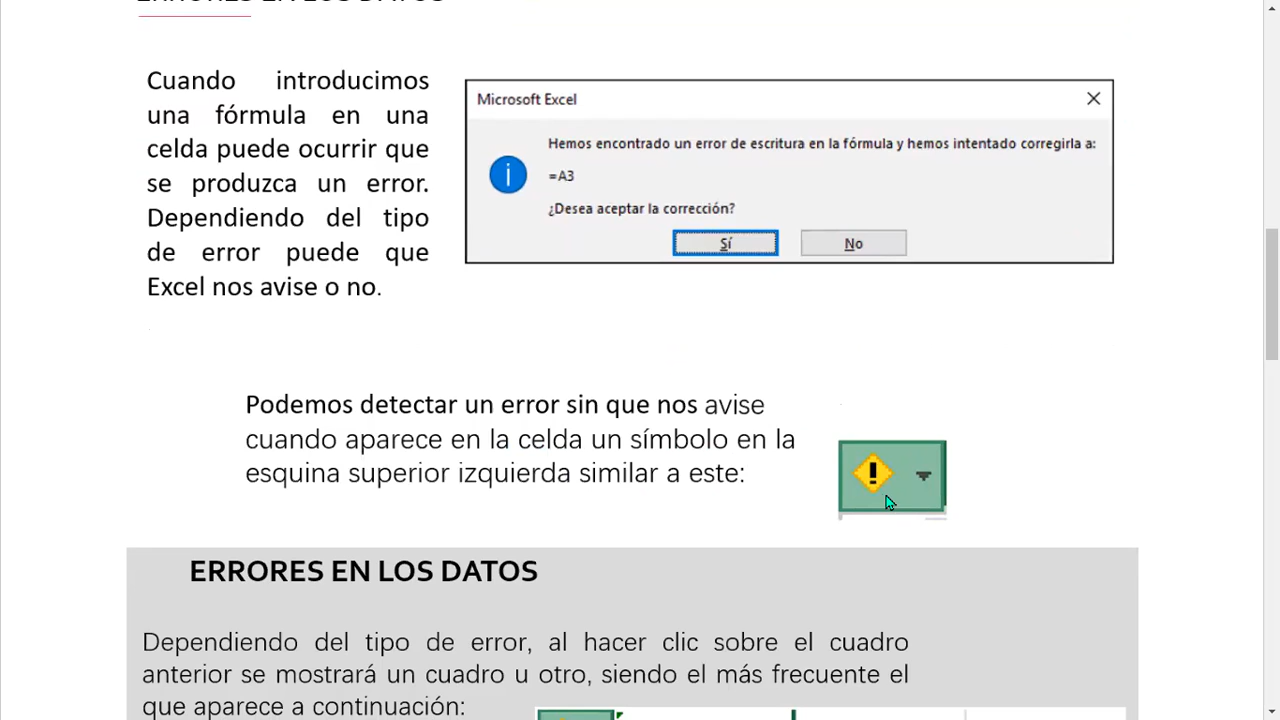 ERRORES EN LOS DATOS
Cuando introducimos
una fórmula en una
celda puede ocurrir que
se produzca un error.
Dependiendo del tipo
de error puede que
Excel nos avise o no.
Microsoft Excel
Hemos encontrado un error de escritura en la fórmula y hemos intentado corregirla a:
=A3
¿Desea aceptar la corrección?
Sí No
Podemos detectar un error sin que nos avise
cuando aparece en la celda un símbolo en la
esquina superior izquierda similar a este:
ERRORES EN LOS DATOS
Dependiendo del tipo de error, al hacer clic sobre el cuadro
anterior se mostrará un cuadro u otro, siendo el más frecuente el
que aparece a continuación: